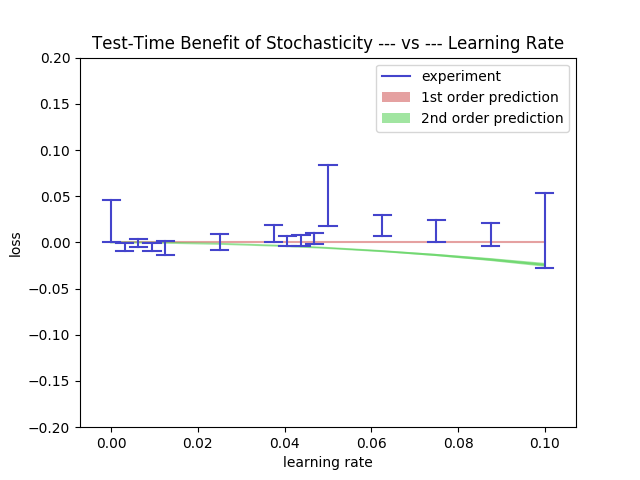 Test-Time Benefit of Stochasticity --- vs --- Learning Rate
experiment
1st order prediction
2nd order prediction
0.20
0.15
0.10
0.05
0.00
−0.05
−0.10
−0.15
−0.20
loss
0.00 0.02 0.04 0.06 0.08 0.10
learning rate